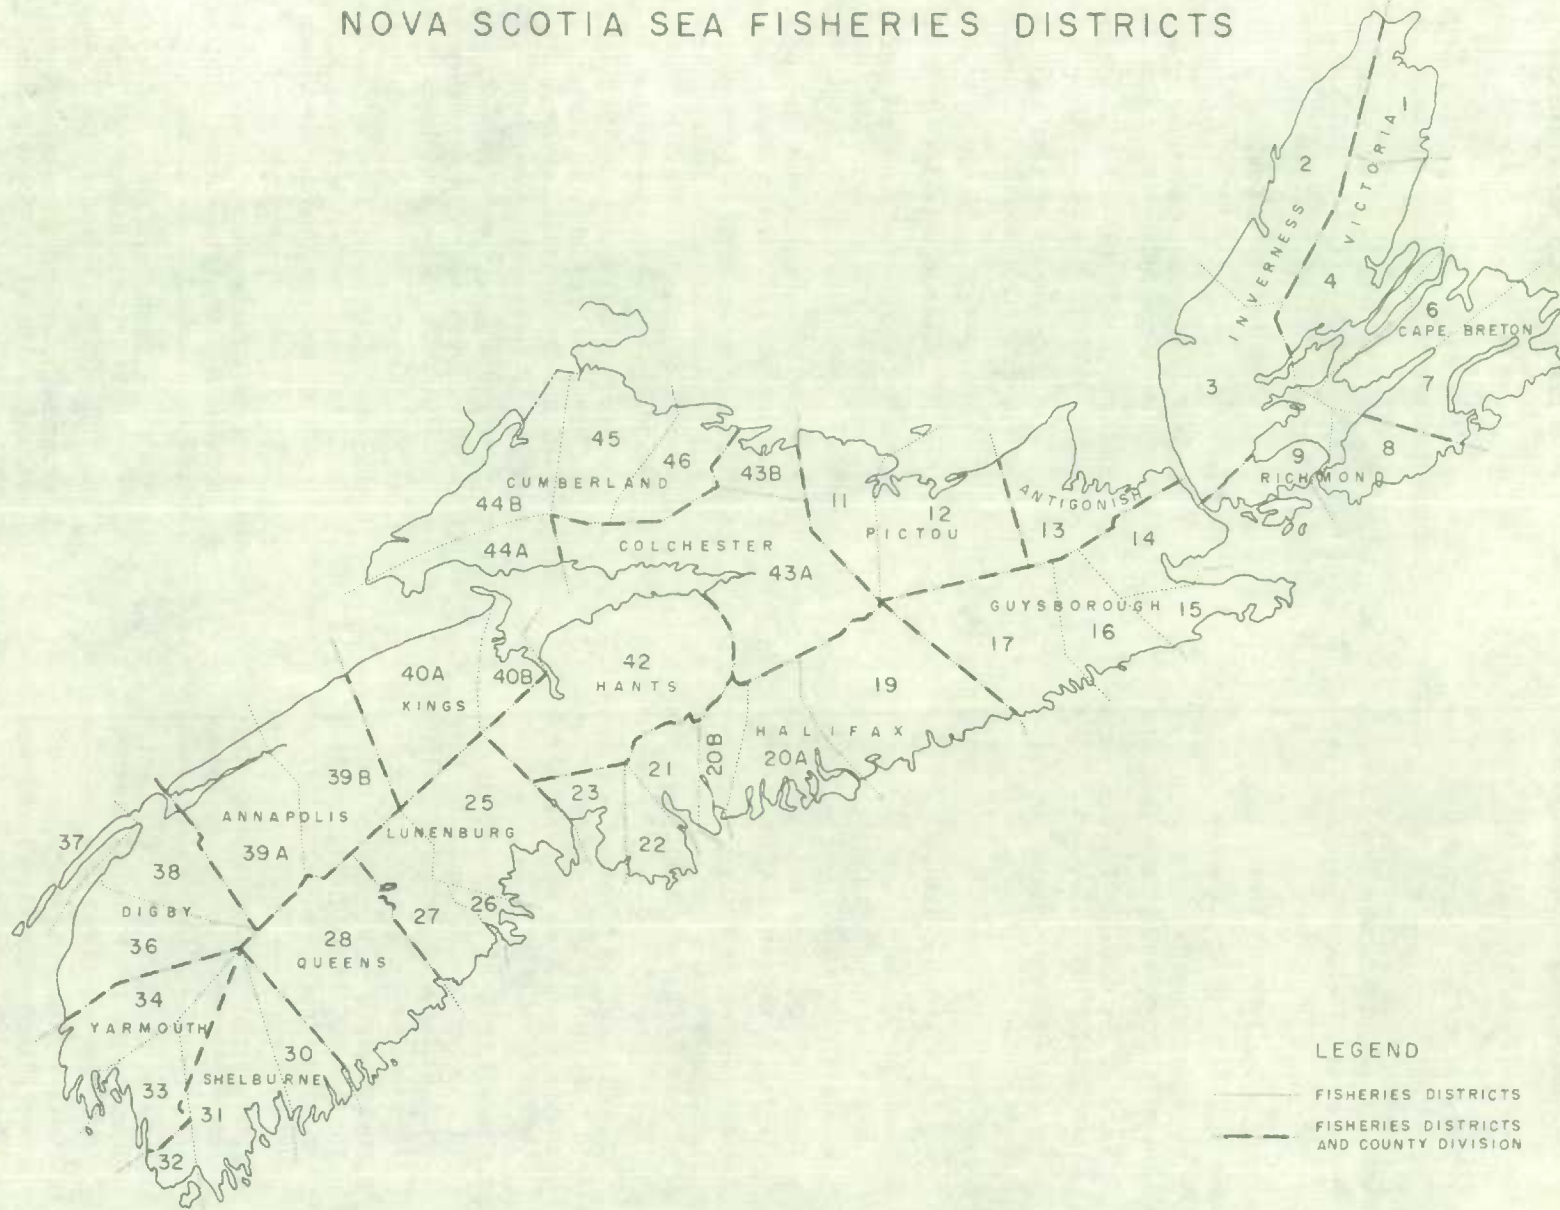 NOVA SCOTIA SEA FISHERIES DISTRICTS
2
VICTORIA
I
INVERNESS
4
6
CAPE BRETON
7
3
45
46
43B
9
8
RICHMOND
CUMBERLAND
44B
11
12
ANTIGONISH
PICTOU
13
14
44A
COLCHESTER
43A
GUYSBOROUGH
15
16
17
40A
40B
KINGS
42
HANTS
19
HALIFAX
20B
20A
21
39B
23
25
ANNAPOLIS
LUNENBURG
37
39A
22
38
26
DIGBY
27
36
28
QUEENS
34
YARMOUTH
30
SHELBURNE
33
31
32
LEGEND
FISHERIES DISTRICTS
FISHERIES DISTRICTS
AND COUNTY DIVISION